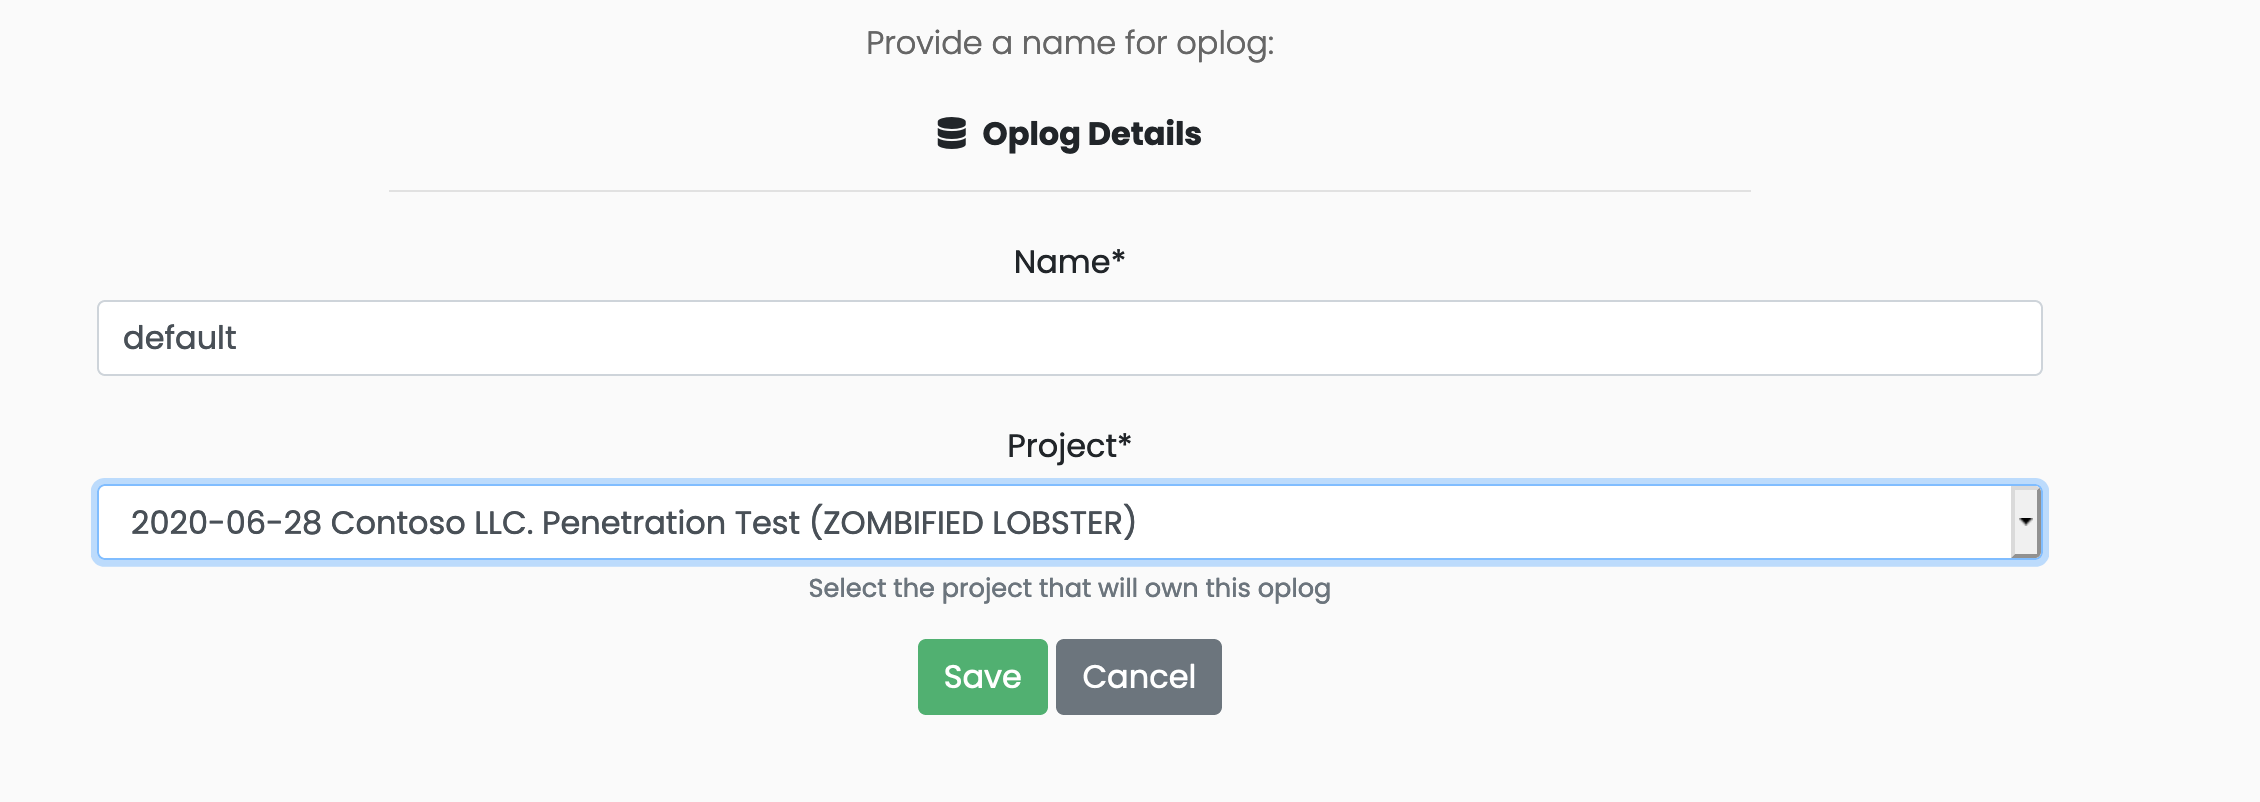 Provide a name for oplog:
Oplog Details
Name*
default
Project*
2020-06-28 Contoso LLC. Penetration Test (ZOMBIFIED LOBSTER)
Select the project that will own this oplog
Save Cancel